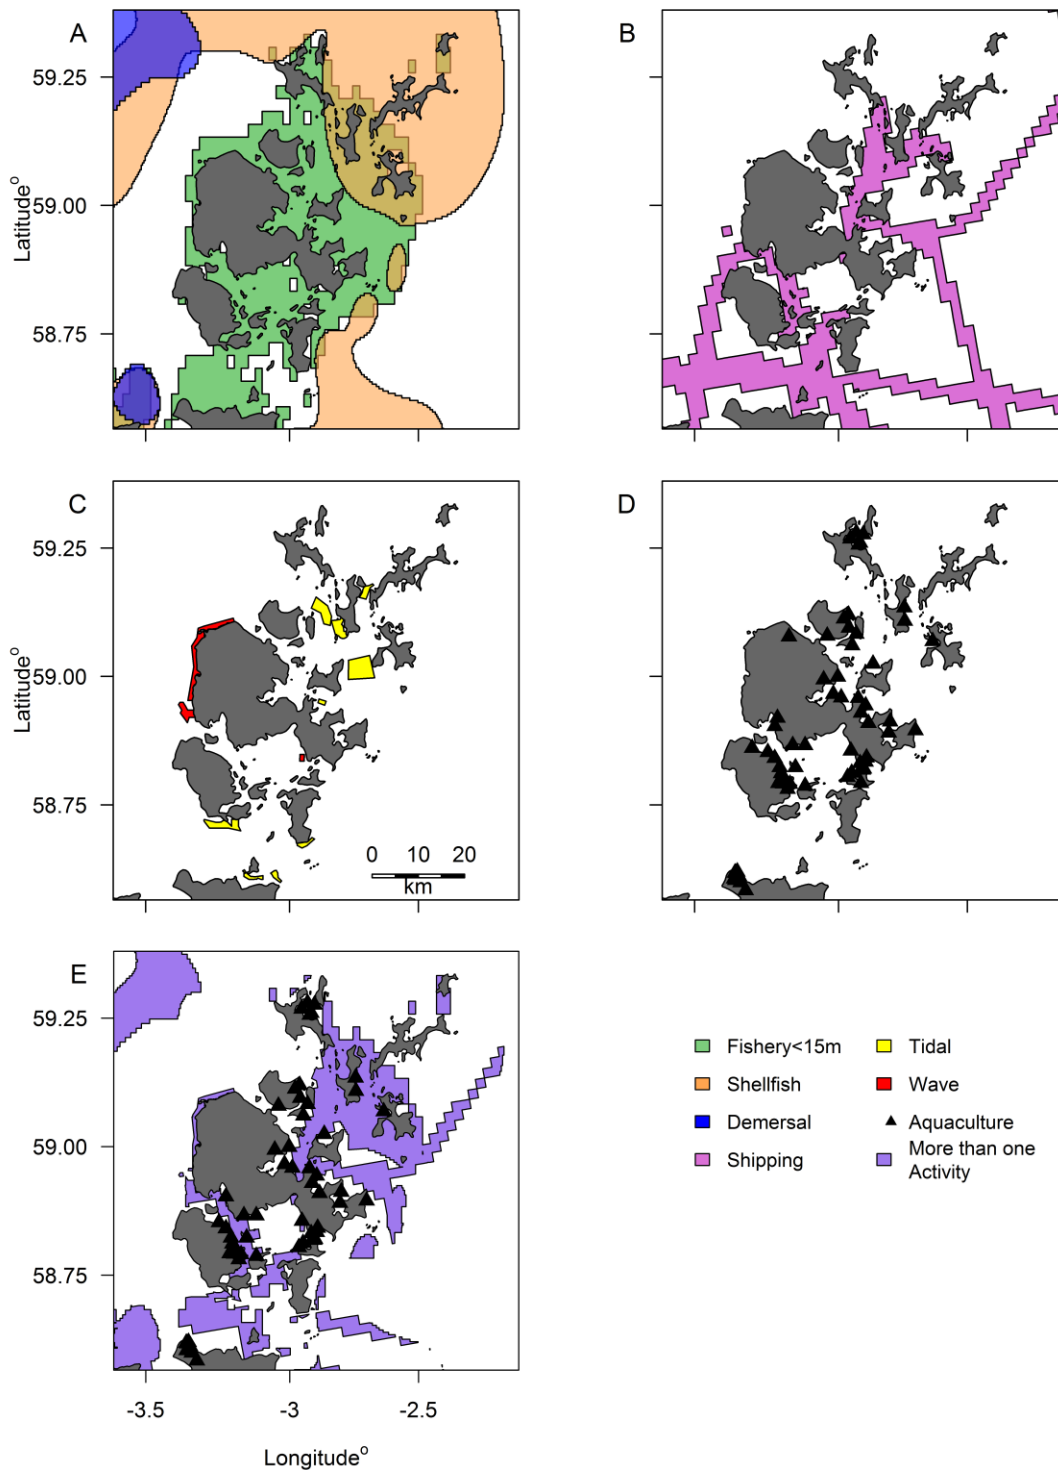 A
B
59.25
59.00
58.75
Latitude°
C
D
59.25
59.00
58.75
Latitude°
0 10 20
km
E
59.25
59.00
58.75
-3.5 -3 -2.5
Longitude°
Fishery<15m
Shellfish
Demersal
Shipping
Tidal
Wave
Aquaculture
More than one
Activity